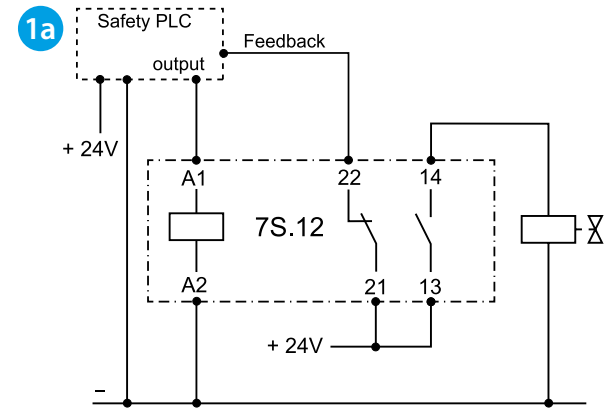 1a
Safety PLC
output
Feedback
+ 24V
A1
22
14
7S.12
A2
21
13
+ 24V
–